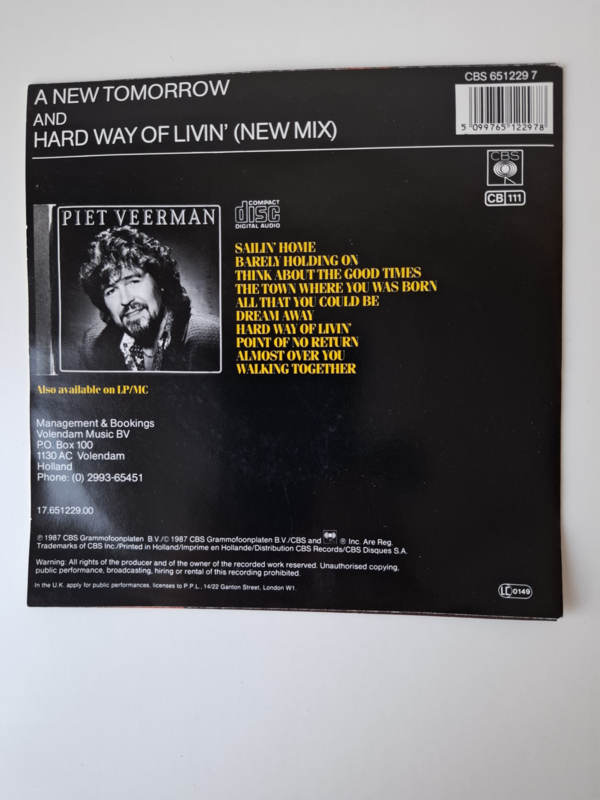 A NEW TOMORROW
AND
HARD WAY OF LIVIN' (NEW MIX)
CBS 651229 7
5 099765 122978
CBS
CB 111
PIET VEERMAN
COMPACT
disc
DIGITAL AUDIO
SAILIN' HOME
BARELY HOLDING ON
THINK ABOUT THE GOOD TIMES
THE TOWN WHERE YOU WAS BORN
ALL THAT YOU COULD BE
DREAM AWAY
HARD WAY OF LIVIN'
POINT OF NO RETURN
ALMOST OVER YOU
WALKING TOGETHER
Also available on LP/MC
Management & Bookings
Volendam Music BV
P.O. Box 100
1130 AC Volendam
Holland
Phone: (0) 2993-65451
17.651229.00
℗ 1987 CBS Grammofoonplaten B.V./© 1987 CBS Grammofoonplaten B.V./CBS and ® Inc. Are Reg.
Trademarks of CBS Inc./Printed in Holland/Imprime en Hollande/Distribution CBS Records/CBS Disques S.A.
Warning: All rights of the producer and of the owner of the recorded work reserved. Unauthorised copying,
public performance, broadcasting, hiring or rental of this recording prohibited.
In the U.K. apply for public performances, licenses to P.P.L., 14/22 Ganton Street, London W1.
LC 0149